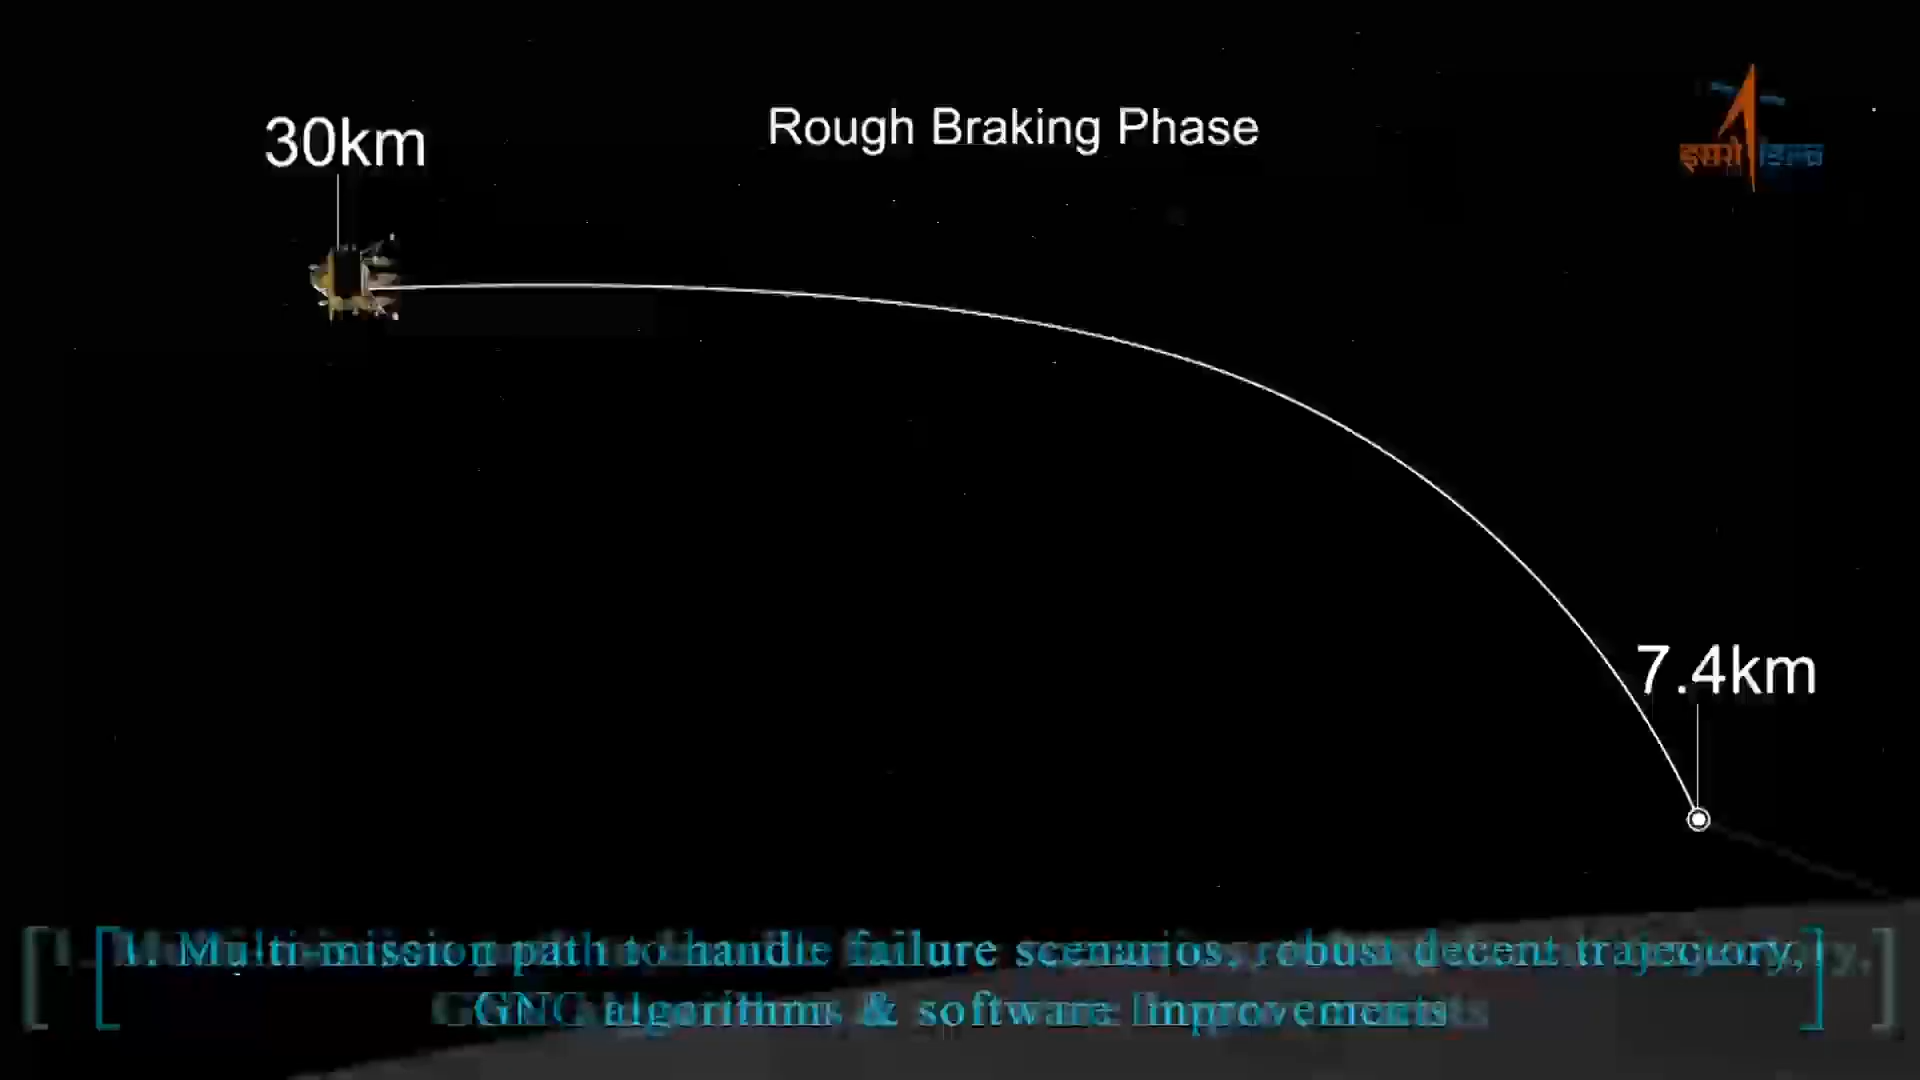 Rough Braking Phase
30km
इसरो
7.4km
1. Multi-mission path to handle failure scenarios, robust decent trajectory,
GNC algorithms & software Improvements